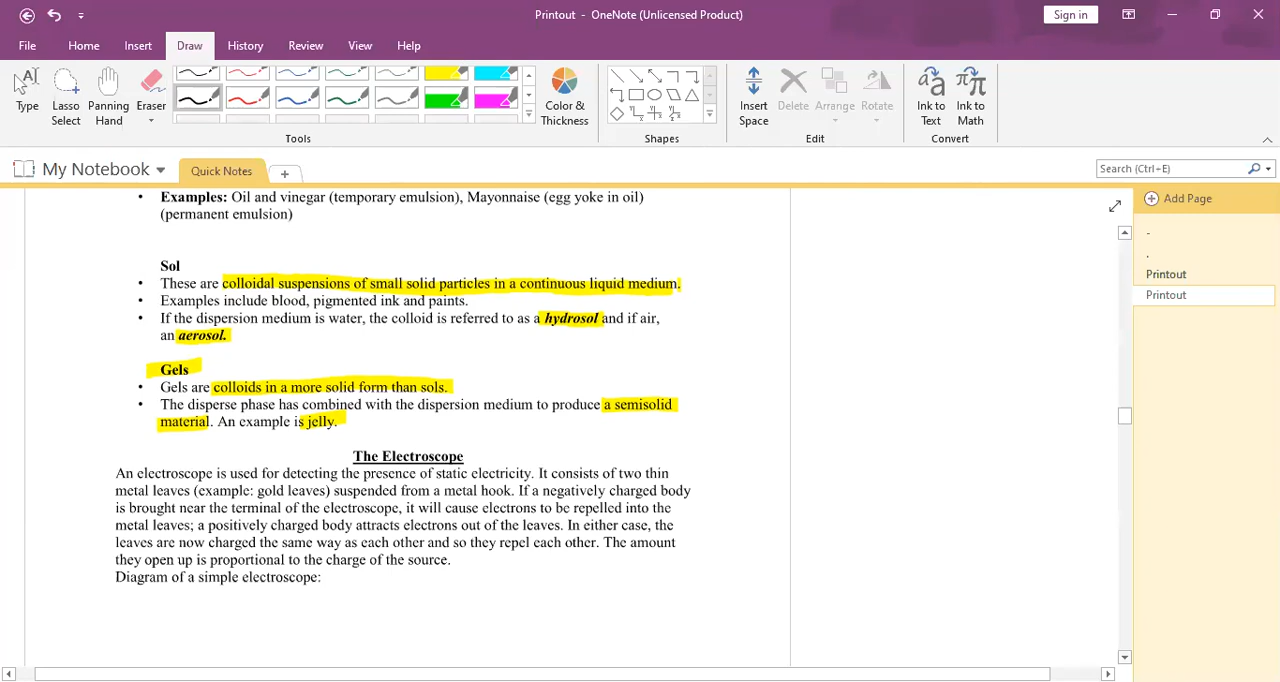 Printout - OneNote (Unlicensed Product)
Sign in
File Home Insert Draw History Review View Help
Type
Lasso Select
Panning Hand
Eraser
Color & Thickness
Insert Space
Delete
Arrange
Rotate
Ink to Text
Ink to Math
Tools
Shapes
Edit
Convert
My Notebook
Quick Notes
Search (Ctrl+E)
Add Page
-
.
Printout
Printout
• Examples: Oil and vinegar (temporary emulsion), Mayonnaise (egg yoke in oil)
(permanent emulsion)
Sol
• These are colloidal suspensions of small solid particles in a continuous liquid medium.
• Examples include blood, pigmented ink and paints.
• If the dispersion medium is water, the colloid is referred to as a hydrosol and if air,
an aerosol.
Gels
• Gels are colloids in a more solid form than sols.
• The disperse phase has combined with the dispersion medium to produce a semisolid
material. An example is jelly.
The Electroscope
An electroscope is used for detecting the presence of static electricity. It consists of two thin
metal leaves (example: gold leaves) suspended from a metal hook. If a negatively charged body
is brought near the terminal of the electroscope, it will cause electrons to be repelled into the
metal leaves; a positively charged body attracts electrons out of the leaves. In either case, the
leaves are now charged the same way as each other and so they repel each other. The amount
they open up is proportional to the charge of the source.
Diagram of a simple electroscope: